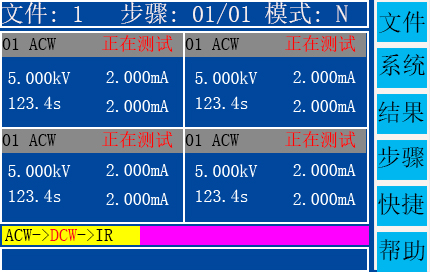 文件: 1 步骤: 01/01 模式: N
01 ACW 正在测试
5.000kV 2.000mA
123.4s 2.000mA
01 ACW 正在测试
5.000kV 2.000mA
123.4s 2.000mA
01 ACW 正在测试
5.000kV 2.000mA
123.4s 2.000mA
01 ACW 正在测试
5.000kV 2.000mA
123.4s 2.000mA
ACW->DCW->IR
文件
系统
结果
步骤
快捷
帮助